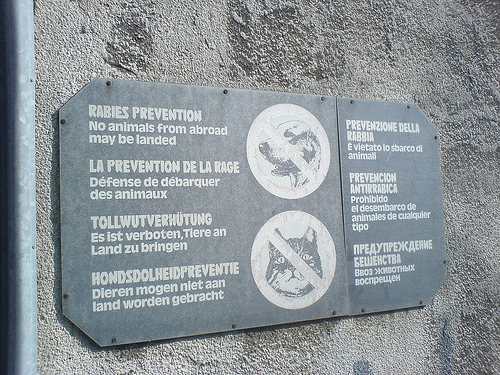 RABIES PREVENTION
No animals from abroad
may be landed
LA PREVENTION DE LA RAGE
Défense de débarquer
des animaux
TOLLWUTVERHÜTUNG
Es ist verboten,Tiere an
Land zu bringen
HONDSDOLHEIDPREVENTIE
Dieren mogen niet aan
land worden gebracht
PREVENZIONE DELLA
RABBIA
È vietato lo sbarco di
animali
PREVENCION
ANTIRRABICA
Prohibido
el desembarco de
animales de cualquier
tipo
ПРЕДУПРЕЖДЕНИЕ
БЕШЕНСТВА
Ввоз животных
воспрещен